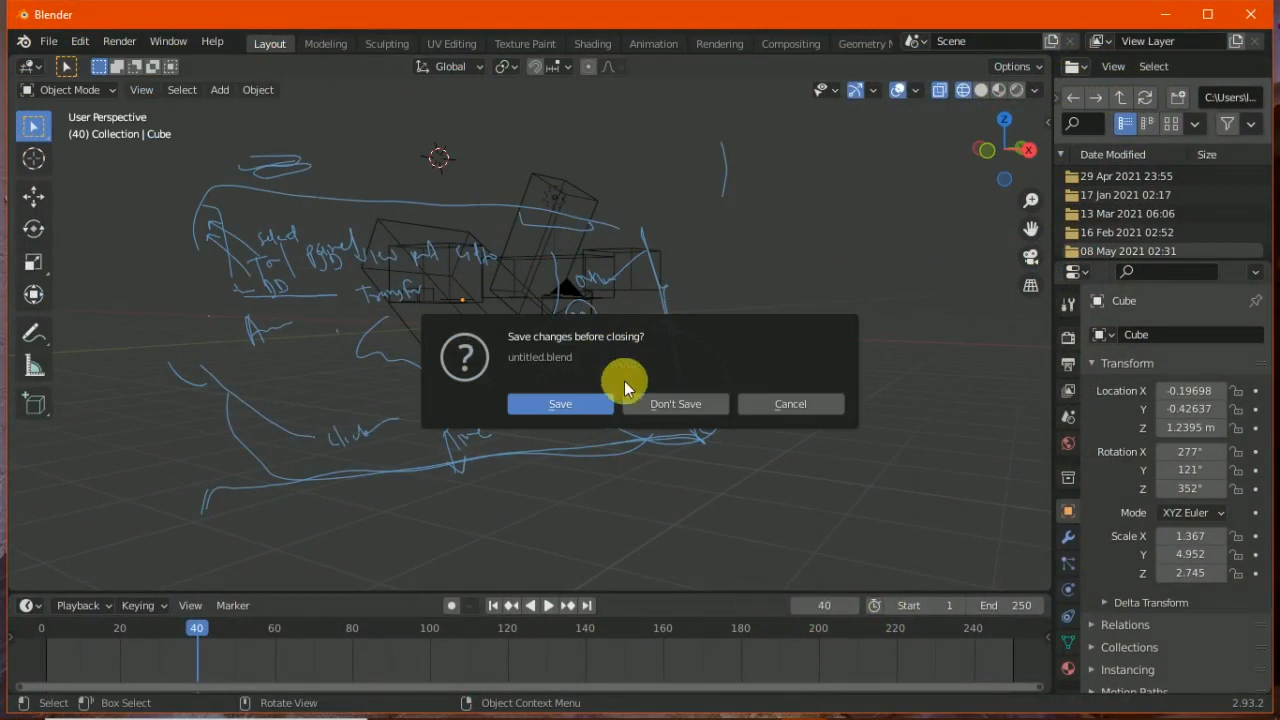 Blender
File Edit Render Window Help Layout Modeling Sculpting UV Editing Texture Paint Shading Animation Rendering Compositing Geometry N Scene View Layer
Global Options View Select
Object Mode View Select Add Object C:\Users\I...
User Perspective
(40) Collection | Cube
Z
X
Date Modified Size
29 Apr 2021 23:55
17 Jan 2021 02:17
13 Mar 2021 06:06
16 Feb 2021 02:52
08 May 2021 02:31
select
click
Save changes before closing?
untitled.blend
Save Don't Save Cancel
Cube
Cube
Transform
Location X -0.19698
Y -0.42637
Z 1.2395 m
Rotation X 277°
Y 121°
Z 352°
Mode XYZ Euler
Scale X 1.367
Y 4.952
Z 2.745
Delta Transform
Relations
Collections
Instancing
Motion Paths
Playback Keying View Marker 40 Start 1 End 250
0 20 40 60 80 100 120 140 160 180 200 220 240
Select Box Select Rotate View Object Context Menu 2.93.2